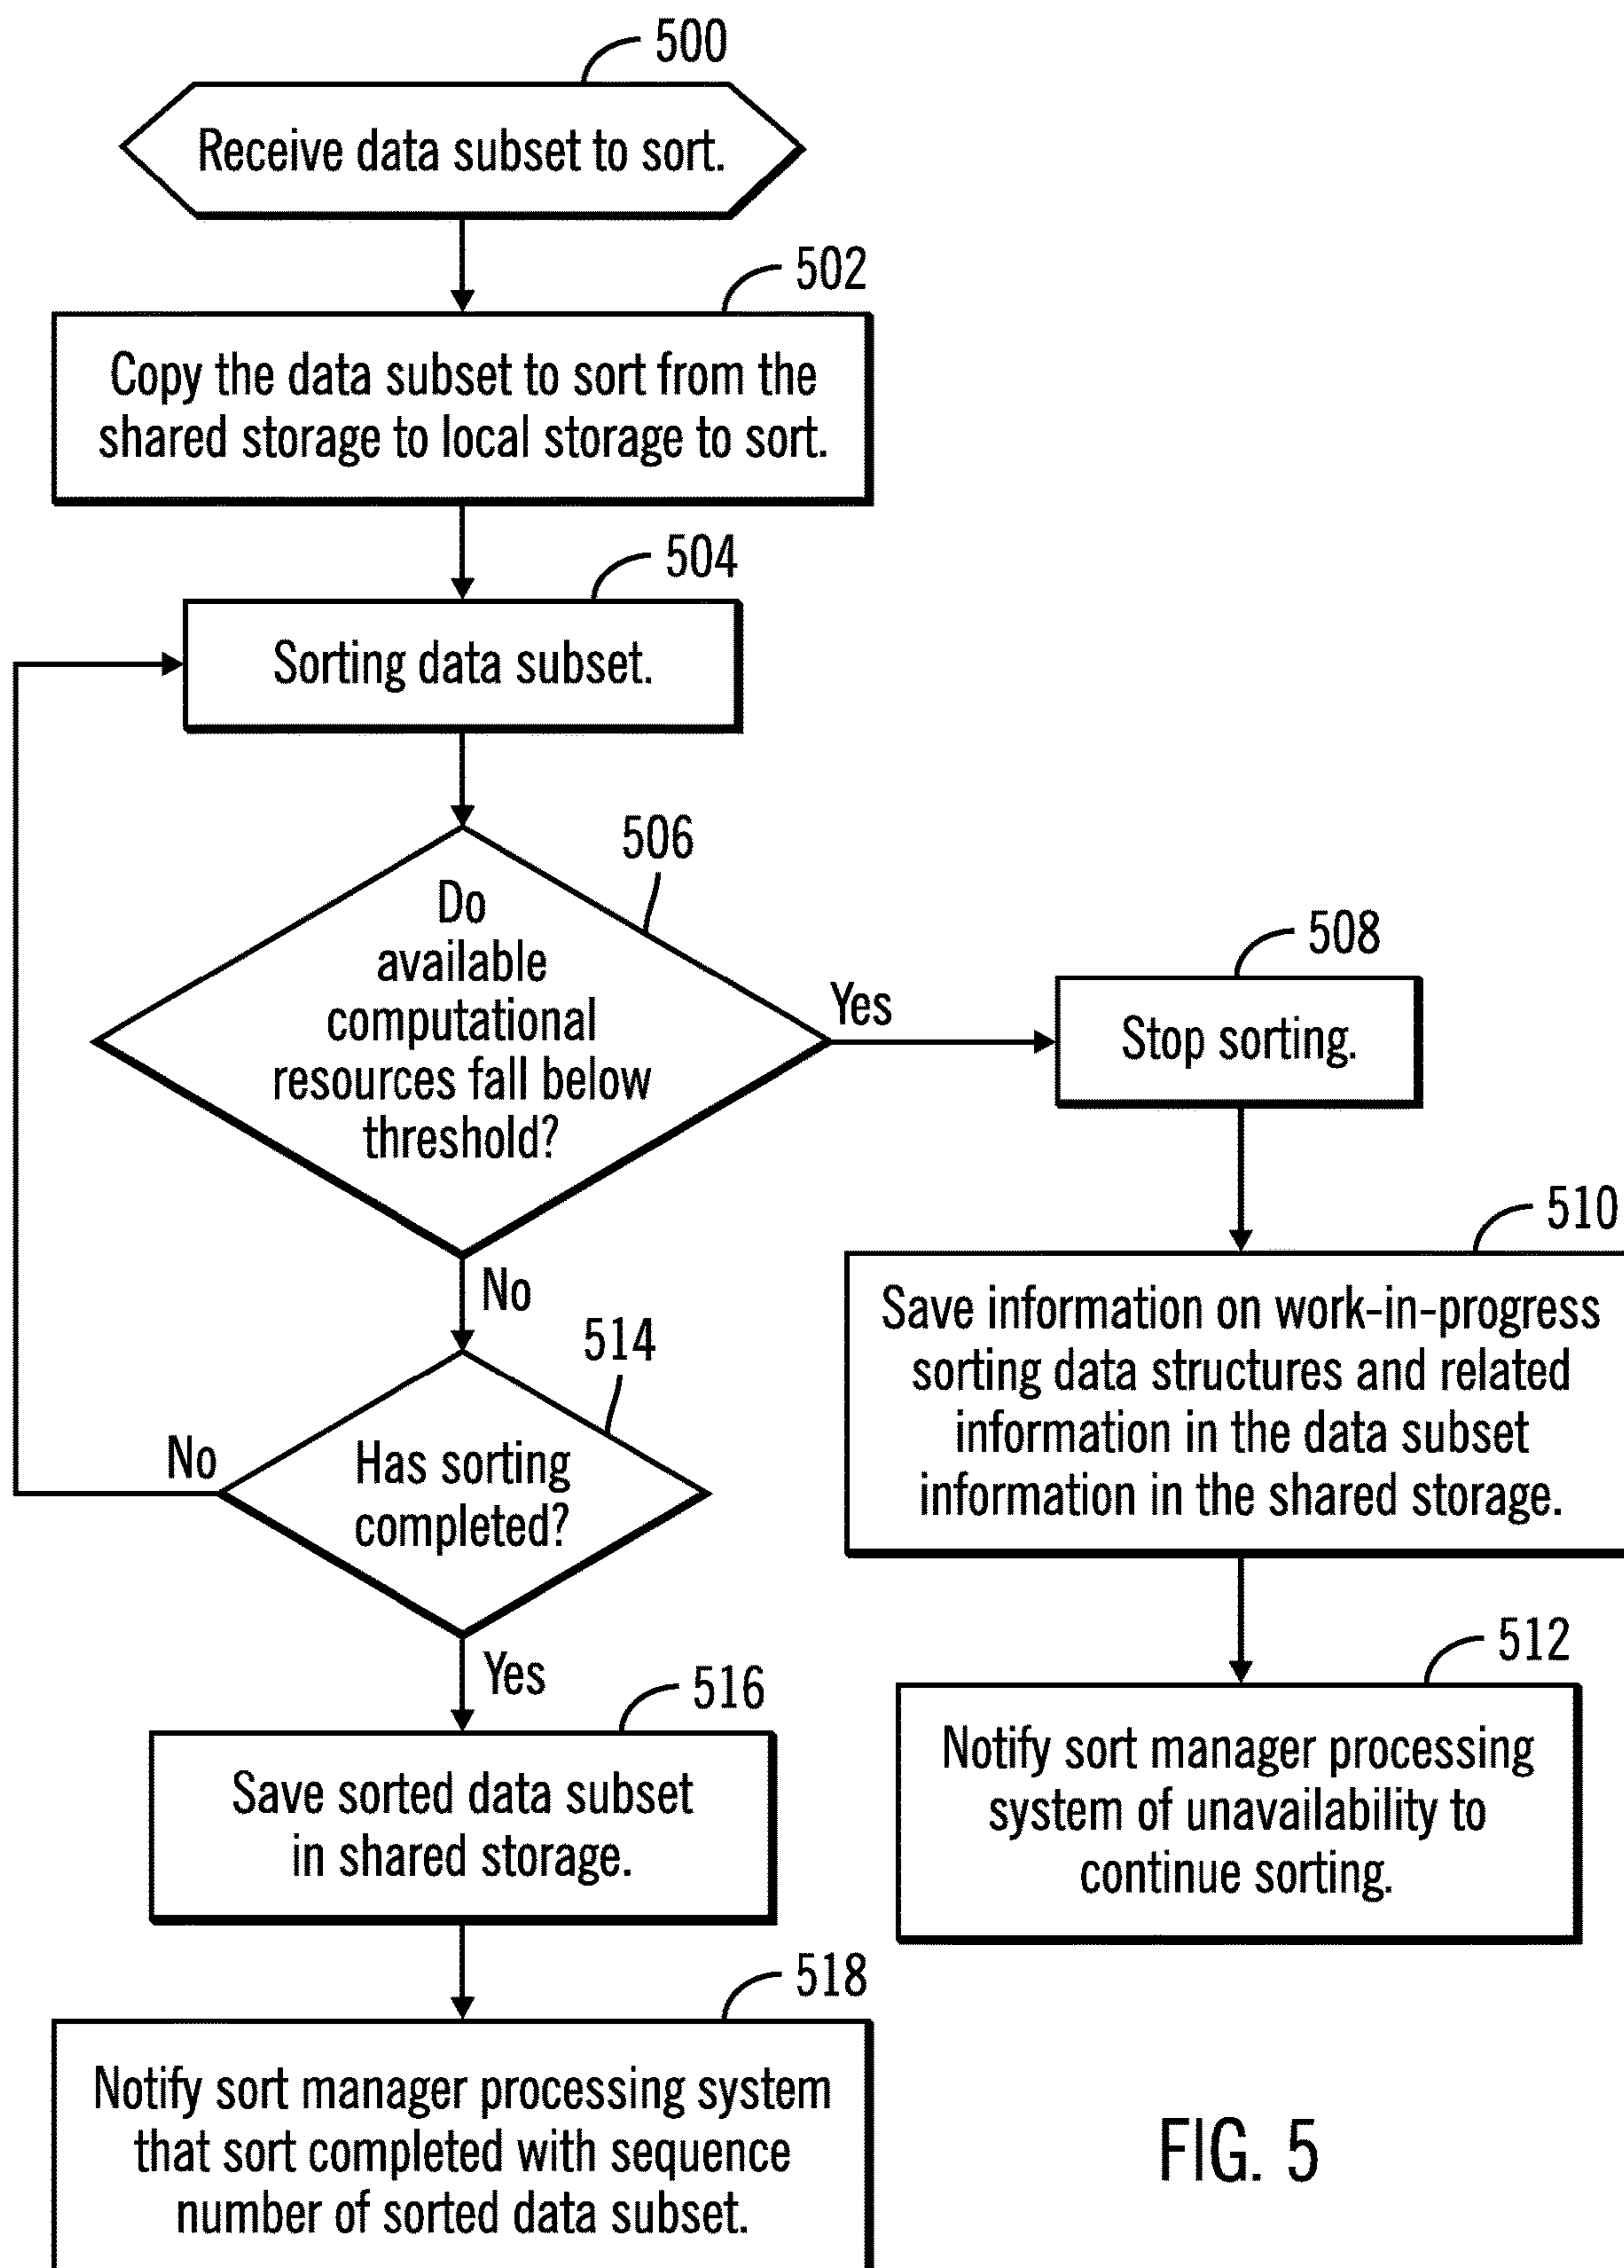 500
Receive data subset to sort.
502
Copy the data subset to sort from the
shared storage to local storage to sort.
504
Sorting data subset.
506
Do
available
computational
resources fall below
threshold?
Yes
508
Stop sorting.
510
Save information on work-in-progress
sorting data structures and related
information in the data subset
information in the shared storage.
512
Notify sort manager processing
system of unavailability to
continue sorting.
No
514
Has sorting
completed?
No
Yes
516
Save sorted data subset
in shared storage.
518
Notify sort manager processing system
that sort completed with sequence
number of sorted data subset.
FIG. 5